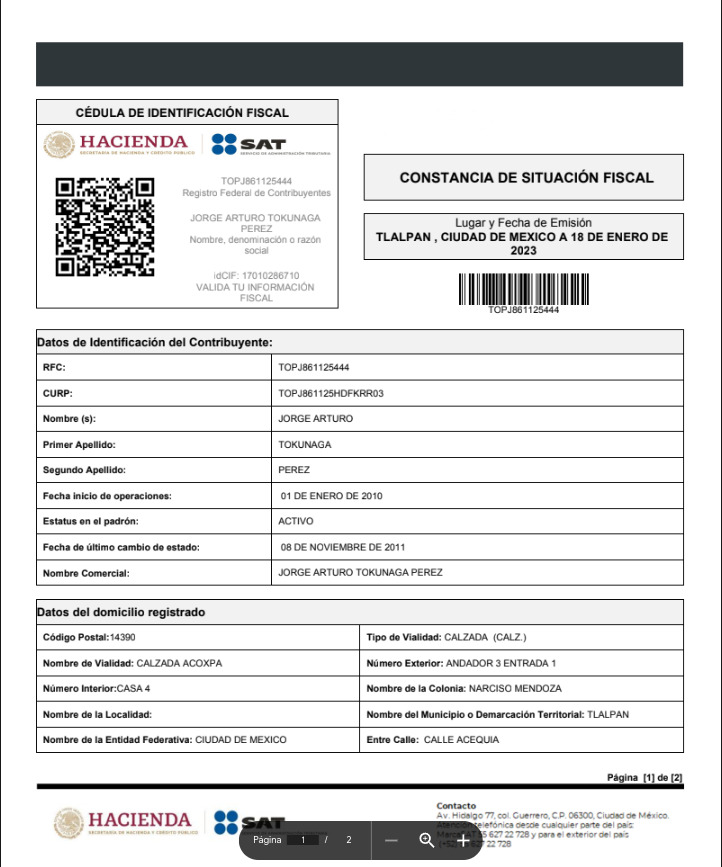 CÉDULA DE IDENTIFICACIÓN FISCAL
HACIENDA
SECRETARÍA DE HACIENDA Y CRÉDITO PÚBLICO
SAT
SERVICIO DE ADMINISTRACIÓN TRIBUTARIA
TOPJ861125444
Registro Federal de Contribuyentes
JORGE ARTURO TOKUNAGA
PEREZ
Nombre, denominación o razón
social
idCIF: 17010286710
VALIDA TU INFORMACIÓN
FISCAL
CONSTANCIA DE SITUACIÓN FISCAL
Lugar y Fecha de Emisión
TLALPAN , CIUDAD DE MEXICO A 18 DE ENERO DE
2023
TOPJ861125444
Datos de Identificación del Contribuyente:
RFC: TOPJ861125444
CURP: TOPJ861125HDFKRR03
Nombre (s): JORGE ARTURO
Primer Apellido: TOKUNAGA
Segundo Apellido: PEREZ
Fecha inicio de operaciones: 01 DE ENERO DE 2010
Estatus en el padrón: ACTIVO
Fecha de último cambio de estado: 08 DE NOVIEMBRE DE 2011
Nombre Comercial: JORGE ARTURO TOKUNAGA PEREZ
Datos del domicilio registrado
Código Postal:14390 Tipo de Vialidad: CALZADA (CALZ.)
Nombre de Vialidad: CALZADA ACOXPA Número Exterior: ANDADOR 3 ENTRADA 1
Número Interior:CASA 4 Nombre de la Colonia: NARCISO MENDOZA
Nombre de la Localidad: Nombre del Municipio o Demarcación Territorial: TLALPAN
Nombre de la Entidad Federativa: CIUDAD DE MEXICO Entre Calle: CALLE ACEQUIA
Página [1] de [2]
HACIENDA
SECRETARÍA DE HACIENDA Y CRÉDITO PÚBLICO
SAT
Contacto
Av. Hidalgo 77, col. Guerrero, C.P. 06300, Ciudad de México.
Atención telefónica desde cualquier parte del país:
MarcaSAT 55 627 22 728 y para el exterior del país
22 728
Página 1 / 2